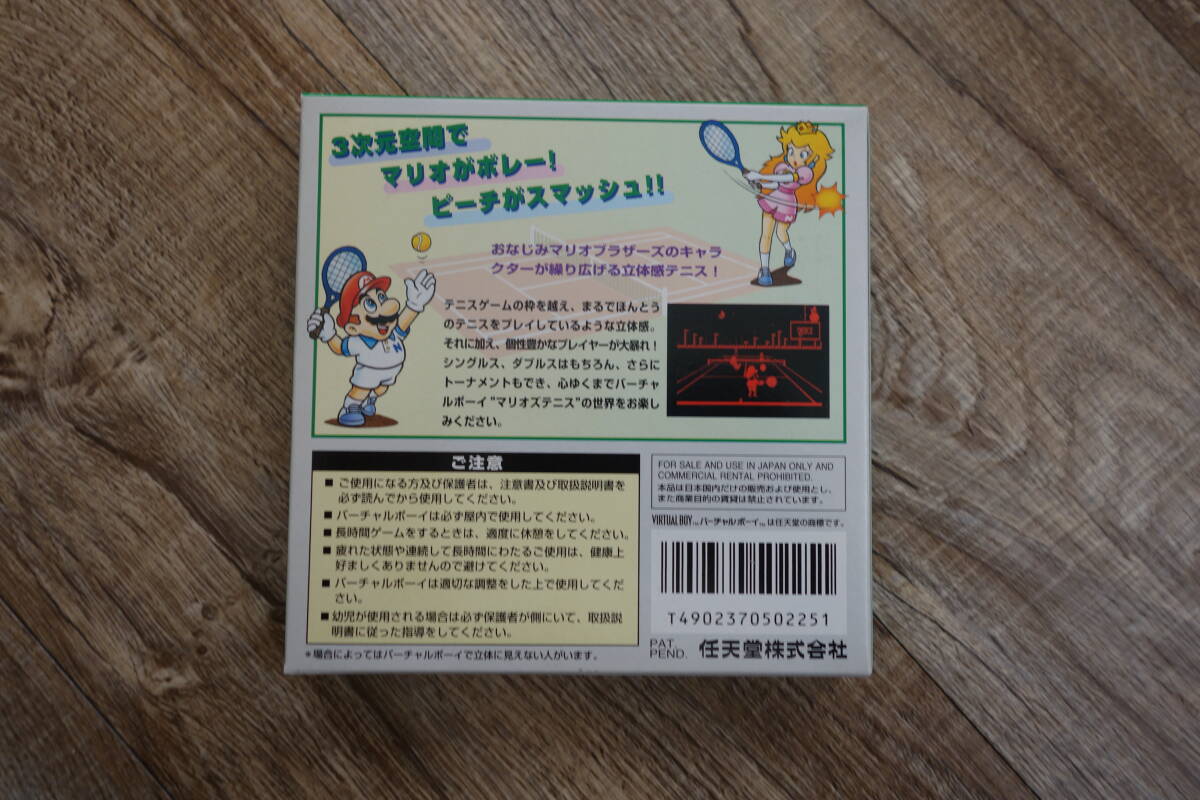 3次元空間で
マリオがボレー!
ピーチがスマッシュ!!
おなじみマリオブラザーズのキャラ
クターが繰り広げる立体感テニス!
テニスゲームの枠を越え、まるでほんとう
のテニスをプレイしているような立体感。
それに加え、個性豊かなプレイヤーが大暴れ!
シングルス、ダブルスはもちろん、さらに
トーナメントもでき、心ゆくまでバーチャ
ルボーイ"マリオズテニス"の世界をお楽し
みください。
ご注意
■ ご使用になる方及び保護者は、注意書及び取扱説明書を
必ず読んでから使用してください。
■ バーチャルボーイは必ず屋内で使用してください。
■ 長時間ゲームをするときは、適度に休憩をしてください。
■ 疲れた状態や連続して長時間にわたるご使用は、健康上
好ましくありませんので避けてください。
■ バーチャルボーイは適切な調整をした上で使用してくだ
さい。
■ 幼児が使用される場合は必ず保護者が側にいて、取扱説
明書に従った指導をしてください。
*場合によってはバーチャルボーイで立体に見えない人がいます。
FOR SALE AND USE IN JAPAN ONLY AND
COMMERCIAL RENTAL PROHIBITED.
本品は日本国内だけの販売および使用とし、
また商業目的の賃貸は禁止されています。
VIRTUAL BOY™バーチャルボーイ™は任天堂の商標です。
T4902370502251
PAT.
PEND.
任天堂株式会社